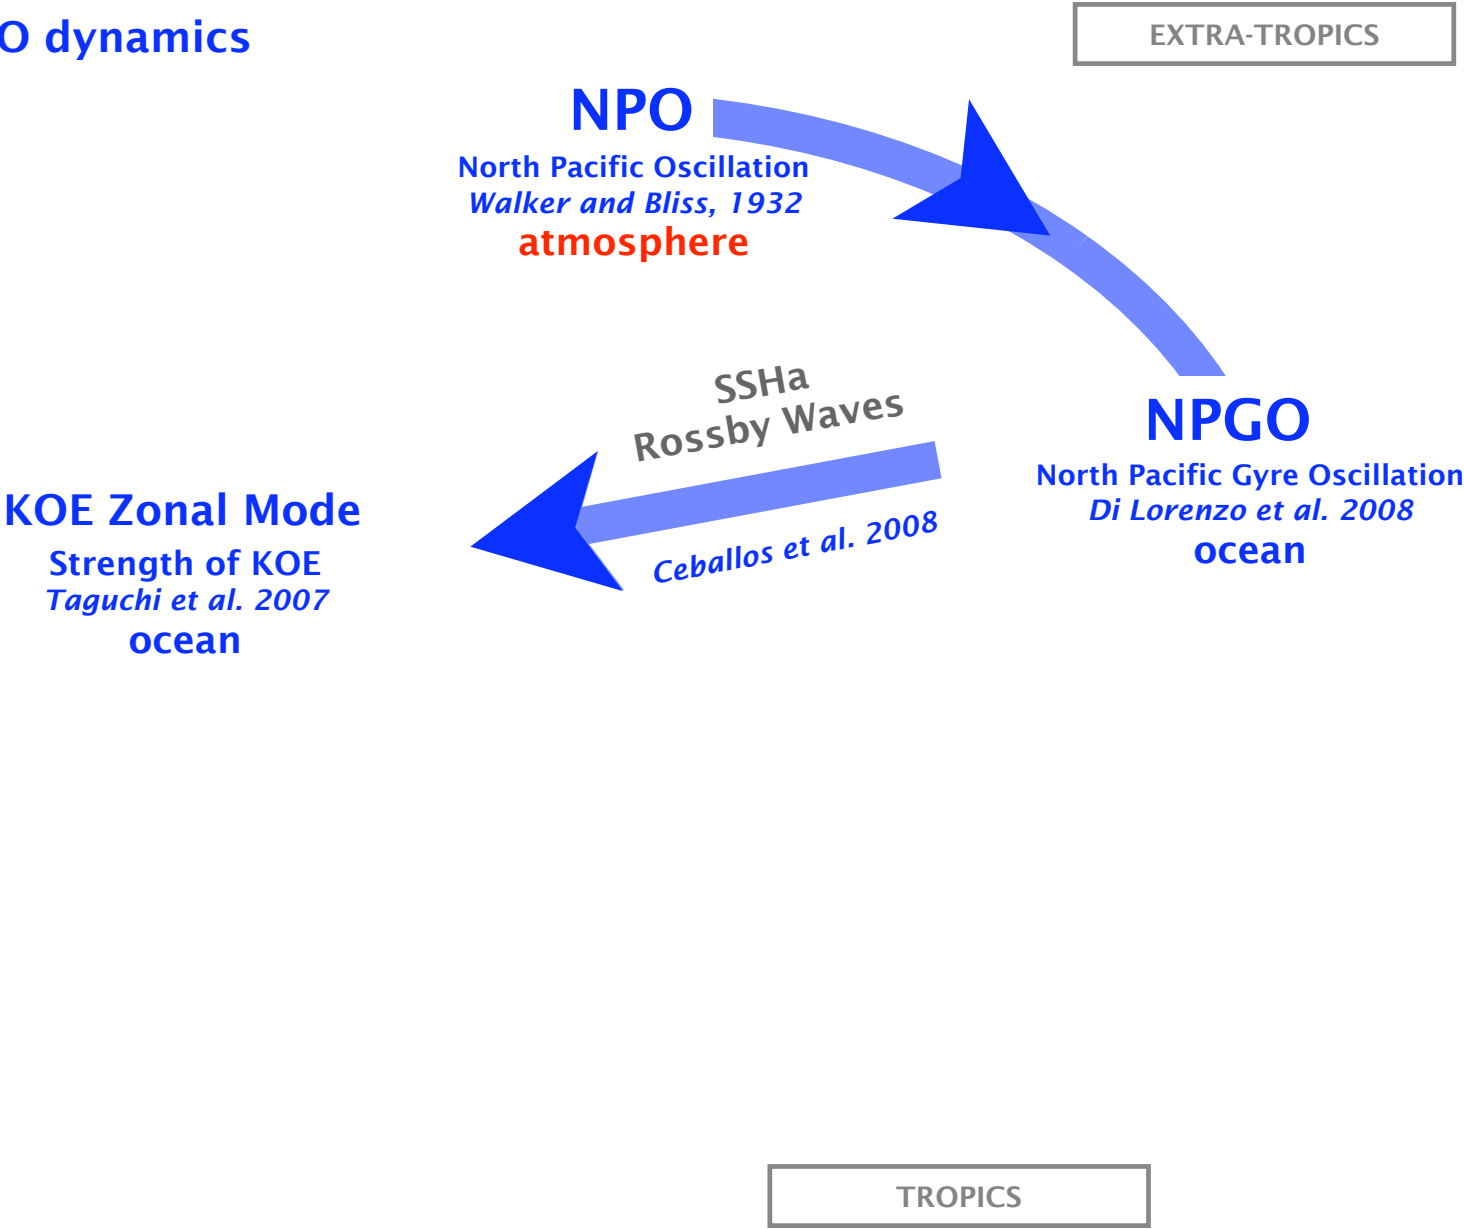 O dynamics
EXTRA-TROPICS
NPO
North Pacific Oscillation
Walker and Bliss, 1932
atmosphere
SSHa
Rossby Waves
Ceballos et al. 2008
NPGO
North Pacific Gyre Oscillation
Di Lorenzo et al. 2008
ocean
KOE Zonal Mode
Strength of KOE
Taguchi et al. 2007
ocean
TROPICS